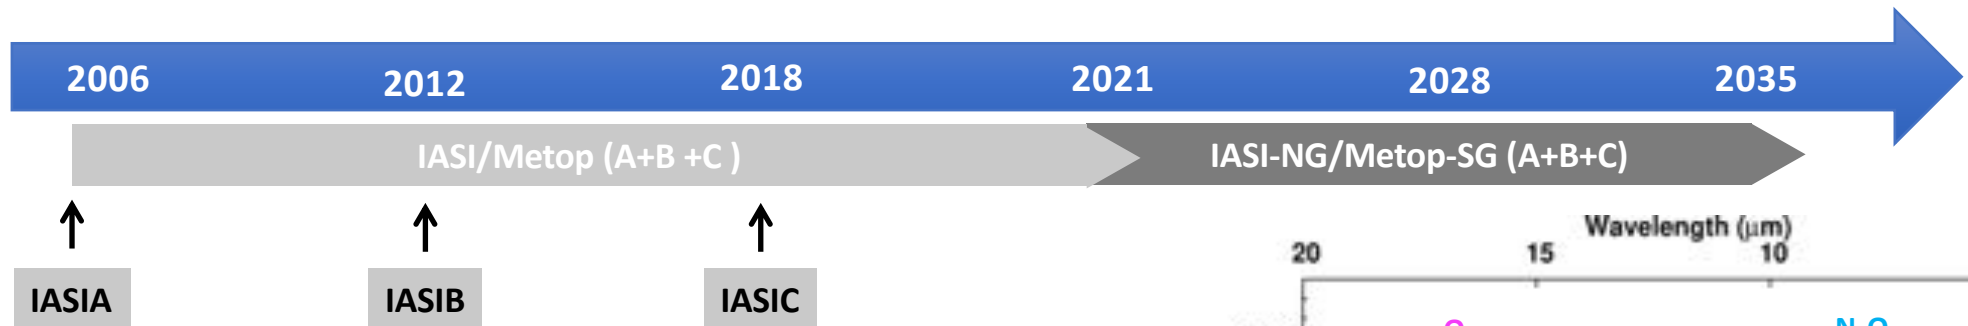 2006 2012 2018 2021 2028 2035
IASI/Metop (A+B +C ) IASI-NG/Metop-SG (A+B+C)
Wavelength (µm)
20 15 10
IASIA IASIB IASIC